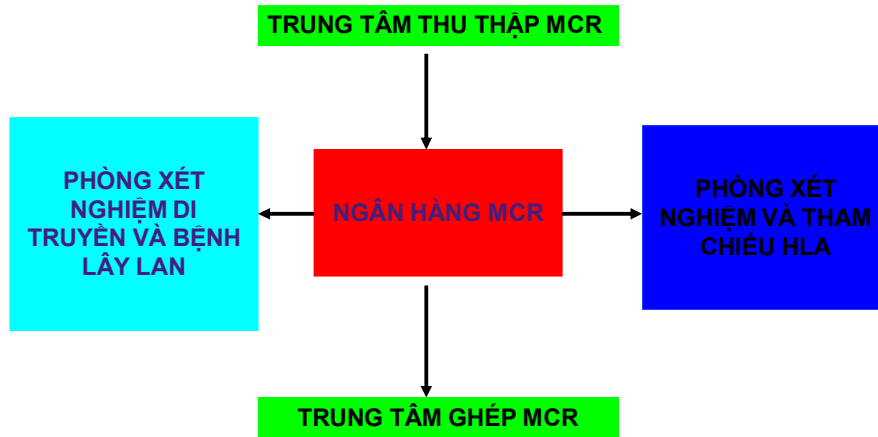 TRUNG TÂM THU THẬP MCR
PHÒNG XÉT
NGHIỆM DI
TRUYỀN VÀ BỆNH
LÂY LAN
NGÂN HÀNG MCR
PHÒNG XÉT
NGHIỆM VÀ THAM
CHIẾU HLA
TRUNG TÂM GHÉP MCR